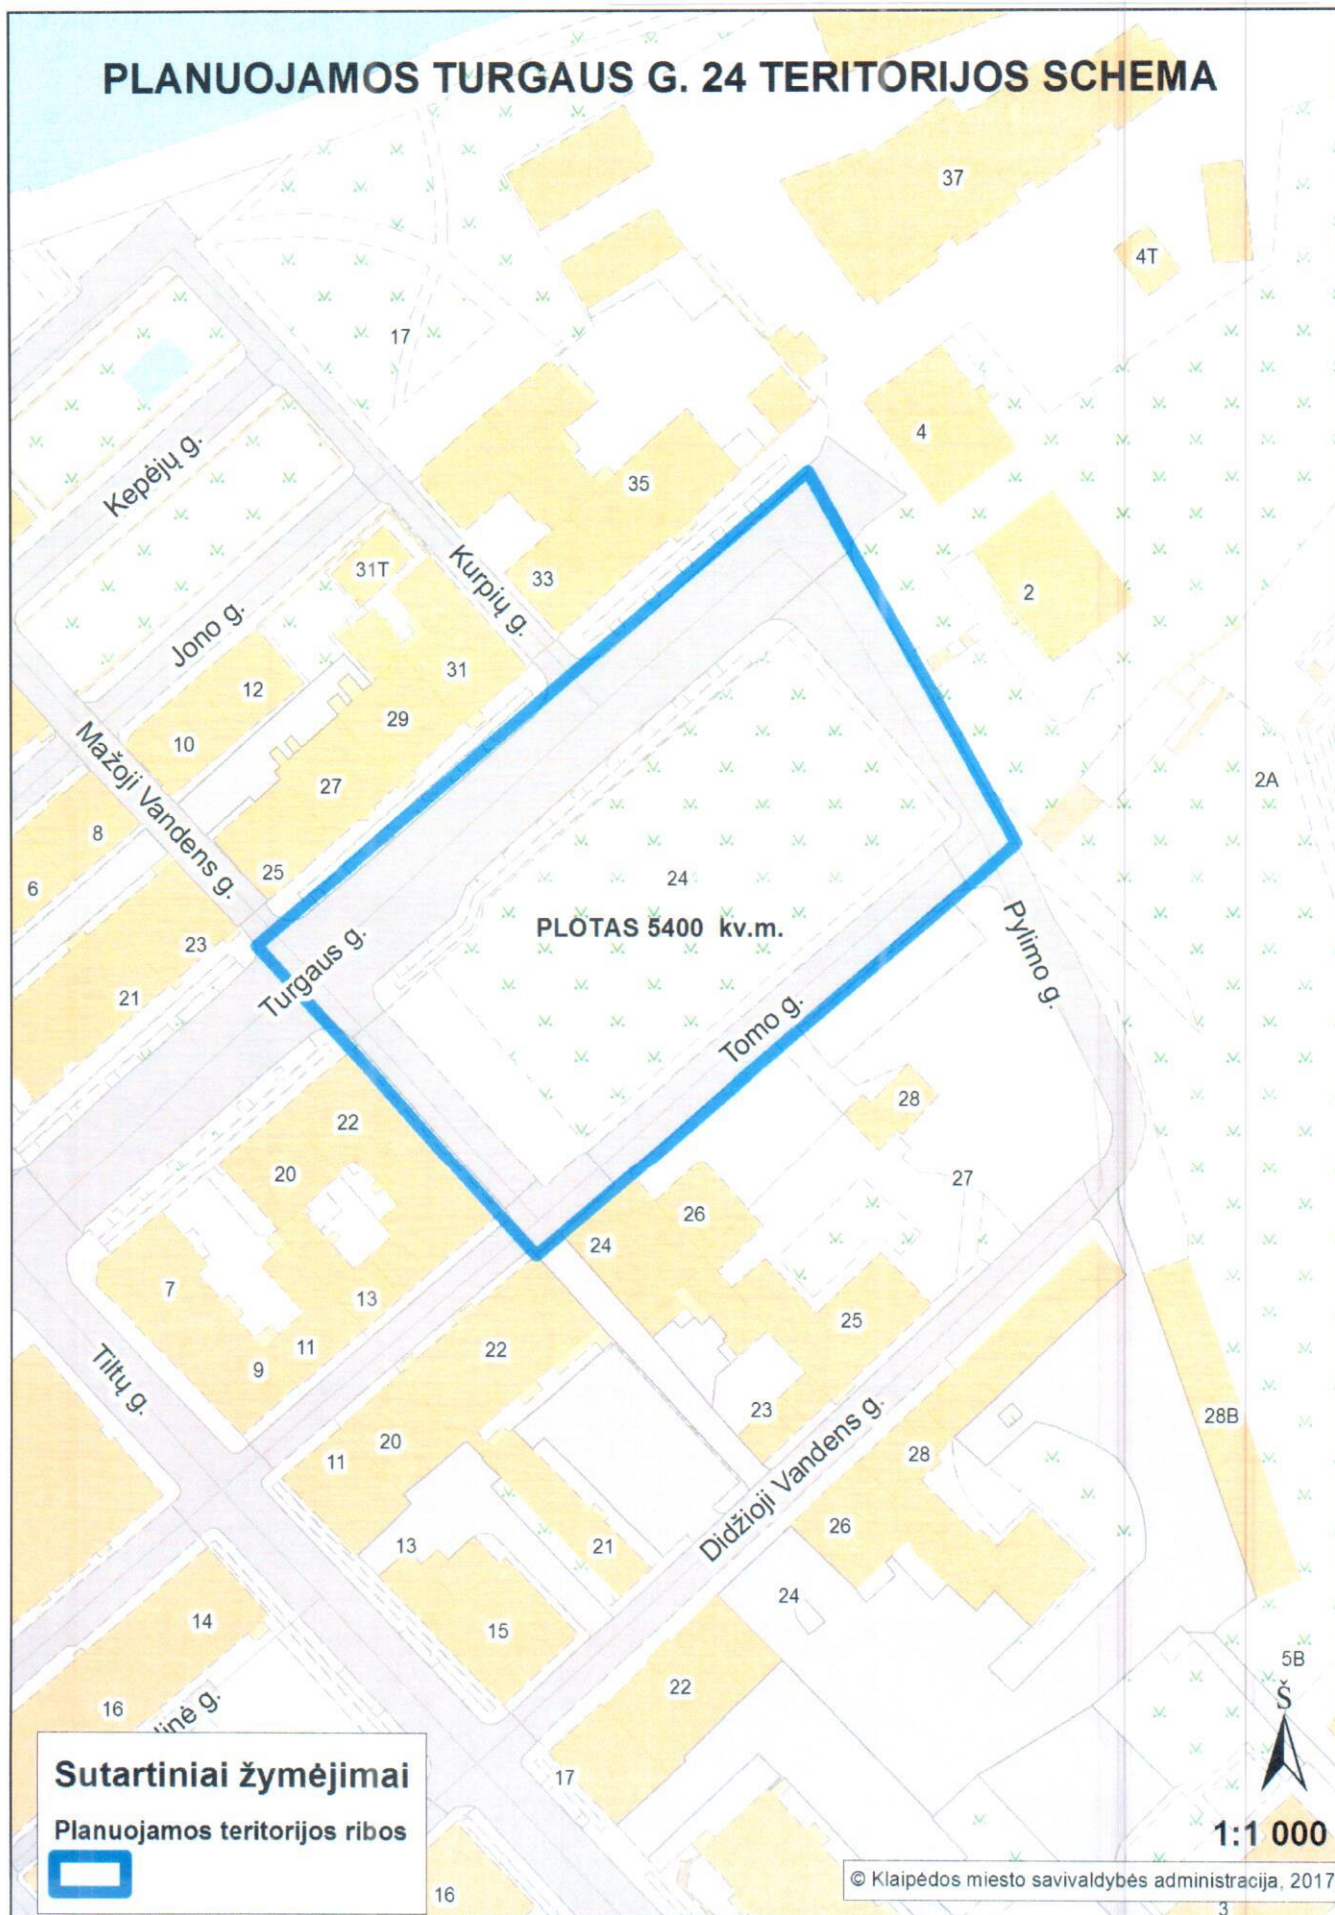 PLANUOJAMOS TURGAUS G. 24 TERITORIJOS SCHEMA
37
4T
17
4
Kepėjų g.
35
Kurpių g.
31T
33
2
Jono g.
31
12
29
10
Mažoji Vandens g.
27
2A
8
25
24
6
PLOTAS 5400 kv.m.
23
Pylimo g.
Turgaus g.
21
Tomo g.
28
22
20
27
26
24
7
13
25
11
22
9
Tiltų g.
23
28B
20
28
11
Didžioji Vandens g.
26
13
21
24
14
15
5B
22
Š
16
linė g.
Sutartiniai žymėjimai
17
Planuojamos teritorijos ribos
1:1 000
© Klaipėdos miesto savivaldybės administracija, 2017
16
3